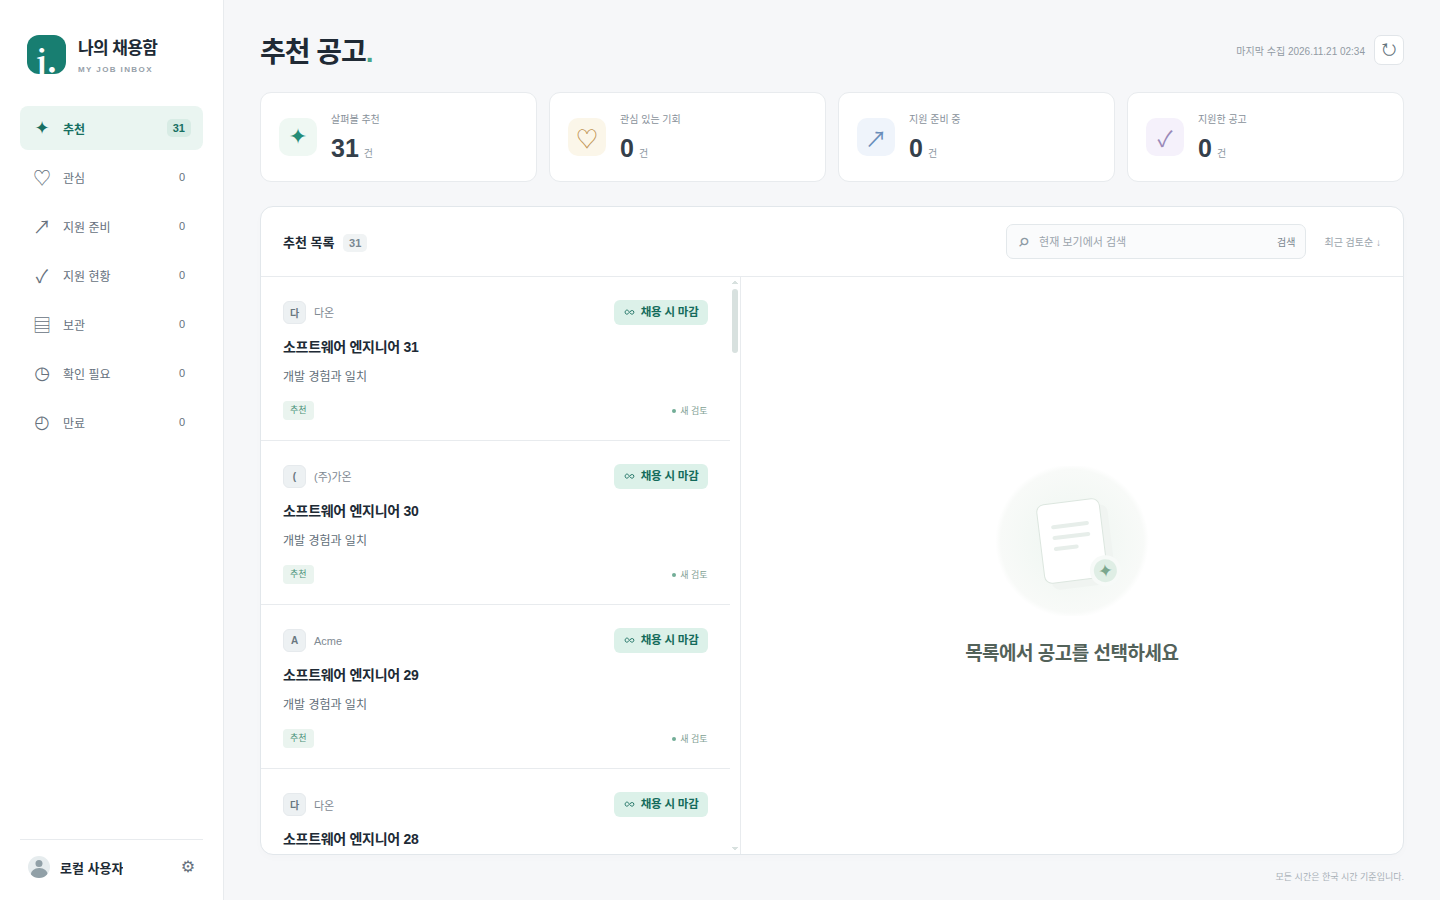 j.
나의 채용함
MY JOB INBOX
추천 31
관심 0
지원 준비 0
지원 현황 0
보관 0
확인 필요 0
만료 0
로컬 사용자
추천 공고.
마지막 수집 2026.11.21 02:34
살펴볼 추천
31 건
관심 있는 기회
0 건
지원 준비 중
0 건
지원한 공고
0 건
추천 목록 31
현재 보기에서 검색 검색
최근 검토순 ↓
다 다온 채용 시 마감
소프트웨어 엔지니어 31
개발 경험과 일치
추천 새 검토
( (주)가온 채용 시 마감
소프트웨어 엔지니어 30
개발 경험과 일치
추천 새 검토
A Acme 채용 시 마감
소프트웨어 엔지니어 29
개발 경험과 일치
추천 새 검토
다 다온 채용 시 마감
소프트웨어 엔지니어 28
목록에서 공고를 선택하세요
모든 시간은 한국 시간 기준입니다.